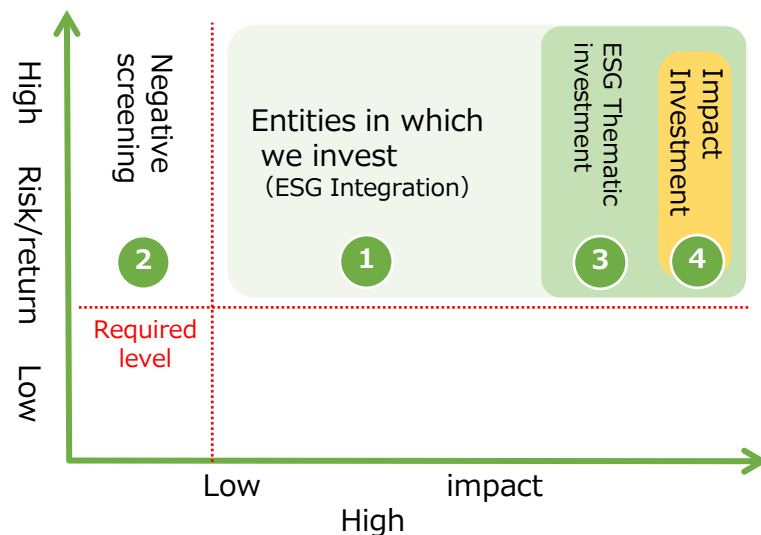 High
Risk/return
Low
Negative
screening
2
Entities in which
we invest
（ESG Integration）
1
ESG Thematic
investment
3
Impact
Investment
4
Required
level
Low
impact
High